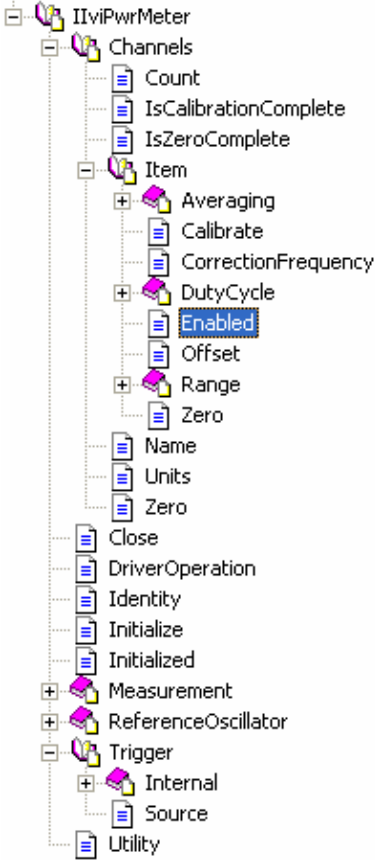 IIviPwrMeter
Channels
Count
IsCalibrationComplete
IsZeroComplete
Item
Averaging
Calibrate
CorrectionFrequency
DutyCycle
Enabled
Offset
Range
Zero
Name
Units
Zero
Close
DriverOperation
Identity
Initialize
Initialized
Measurement
ReferenceOscillator
Trigger
Internal
Source
Utility